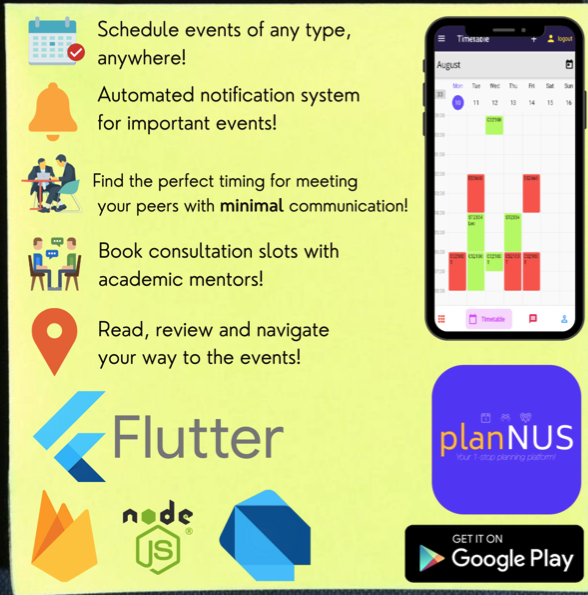 Schedule events of any type,
anywhere!
Automated notification system
for important events!
Find the perfect timing for meeting
your peers with minimal communication!
Book consultation slots with
academic mentors!
Read, review and navigate
your way to the events!
Flutter
node
JS
®
Timetable
+
logout
August
Mon Tue Wed Thu Fri Sat Sun
10 11 12 13 14 15 16
Timetable
planNUS
Your 1-stop planning platform!
GET IT ON
Google Play